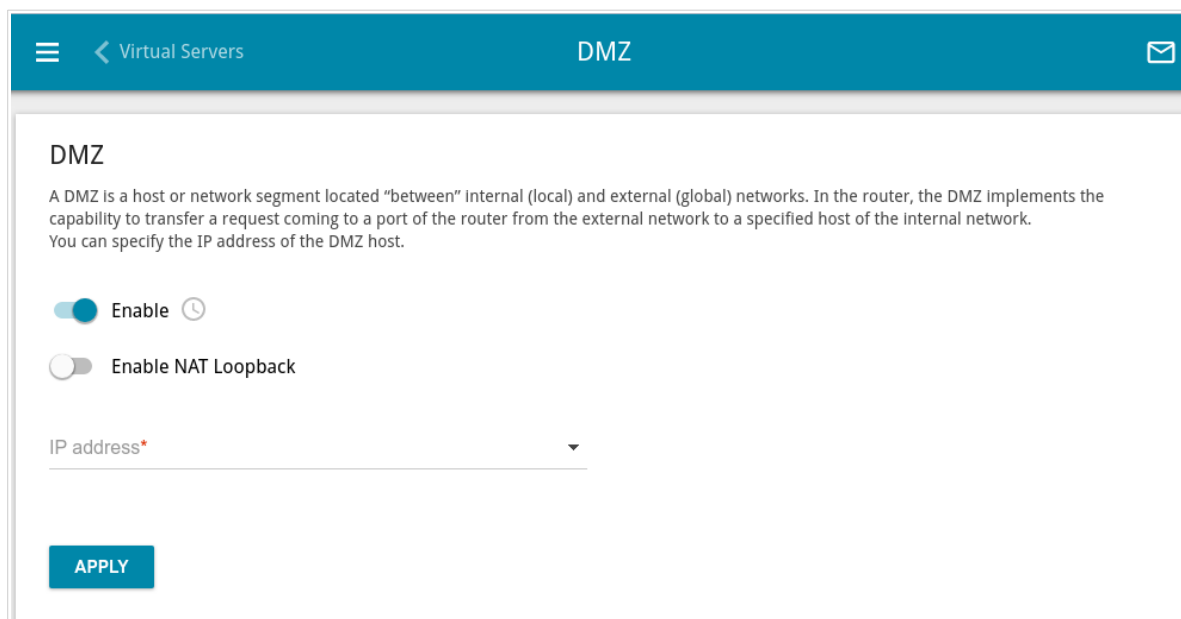 Virtual Servers
DMZ
DMZ
A DMZ is a host or network segment located “between” internal (local) and external (global) networks. In the router, the DMZ implements the
capability to transfer a request coming to a port of the router from the external network to a specified host of the internal network.
You can specify the IP address of the DMZ host.
Enable
Enable NAT Loopback
IP address*
APPLY